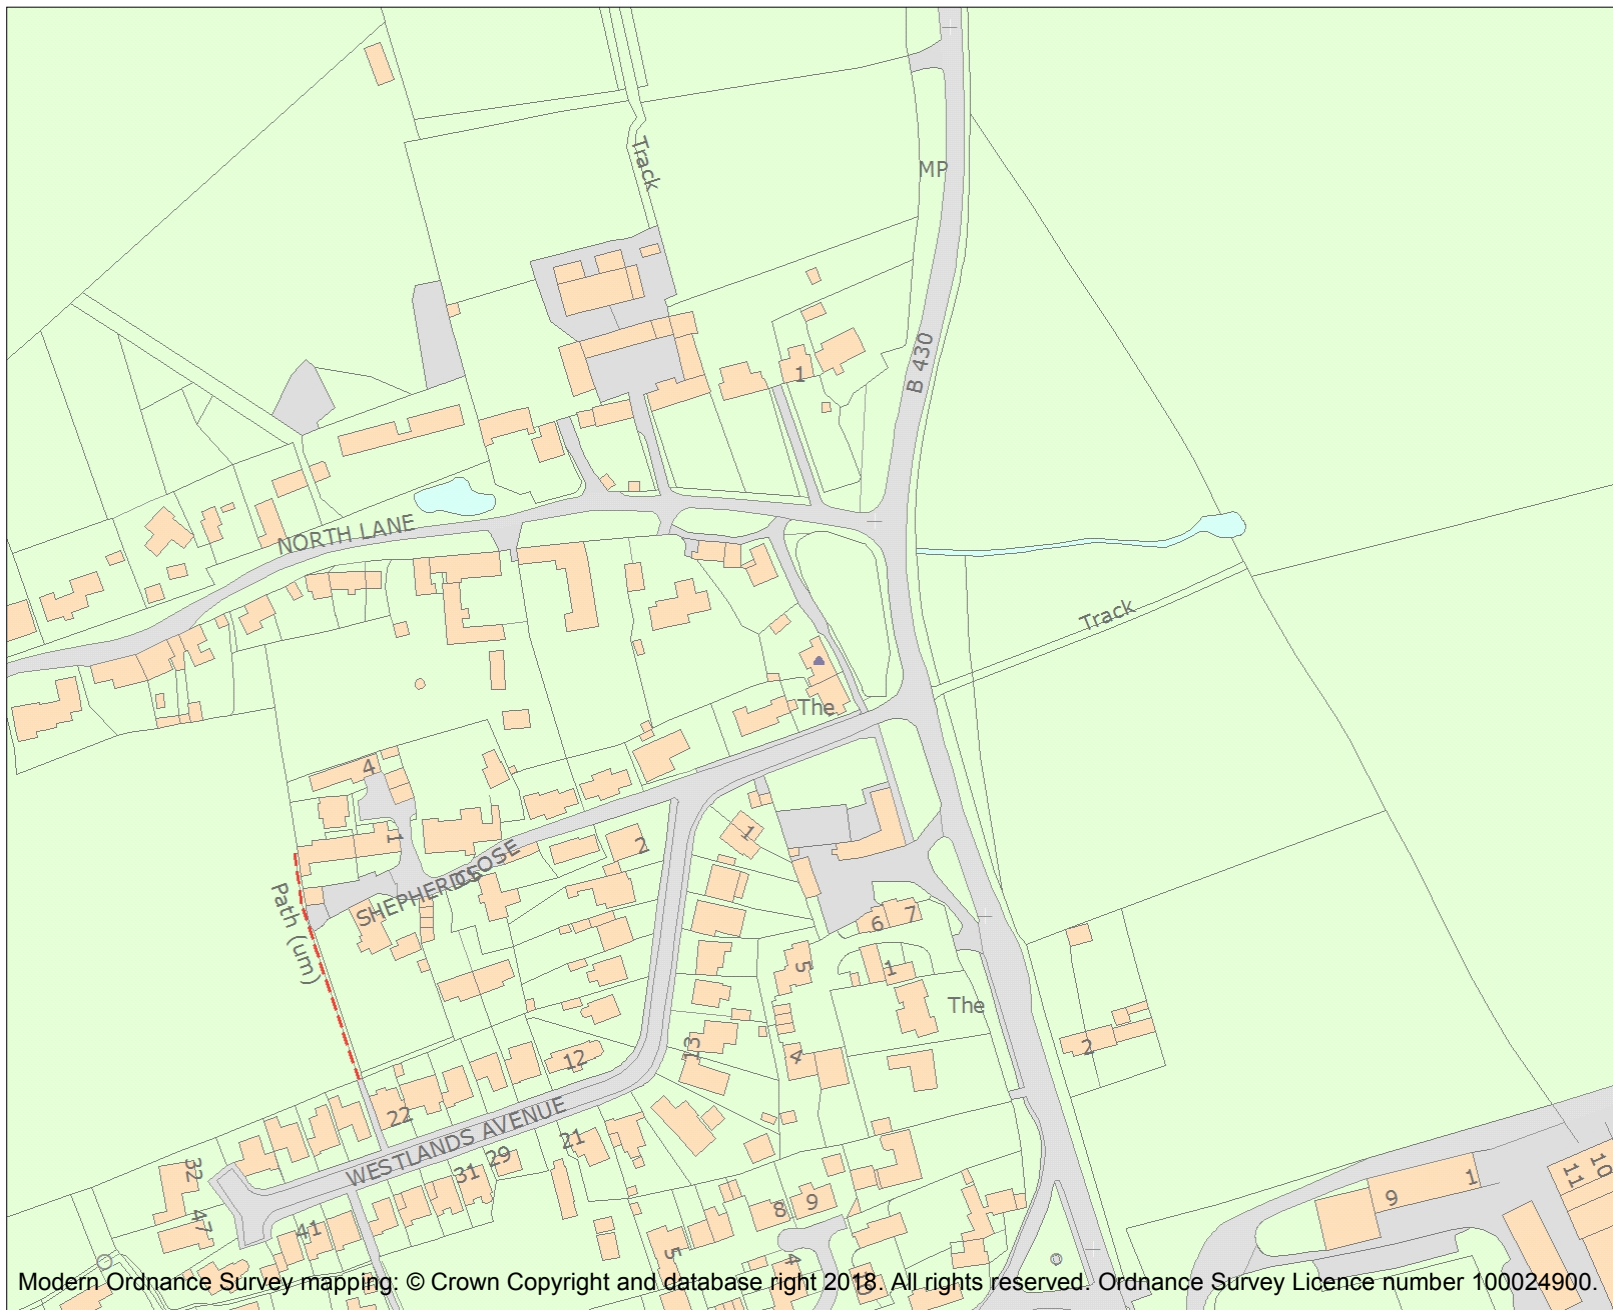 Track
MP
B 430
1
NORTH LANE
Track
The
4
1
2
1
SHEPHERDS
CLOSE
Path (um)
6
7
5
1
The
13
12
4
2
22
WESTLANDS AVENUE
21
29
31
32
47
41
8
9
5
4
1
9
11
10
Modern Ordnance Survey mapping: © Crown Copyright and database right 2018. All rights reserved. Ordnance Survey Licence number 100024900.